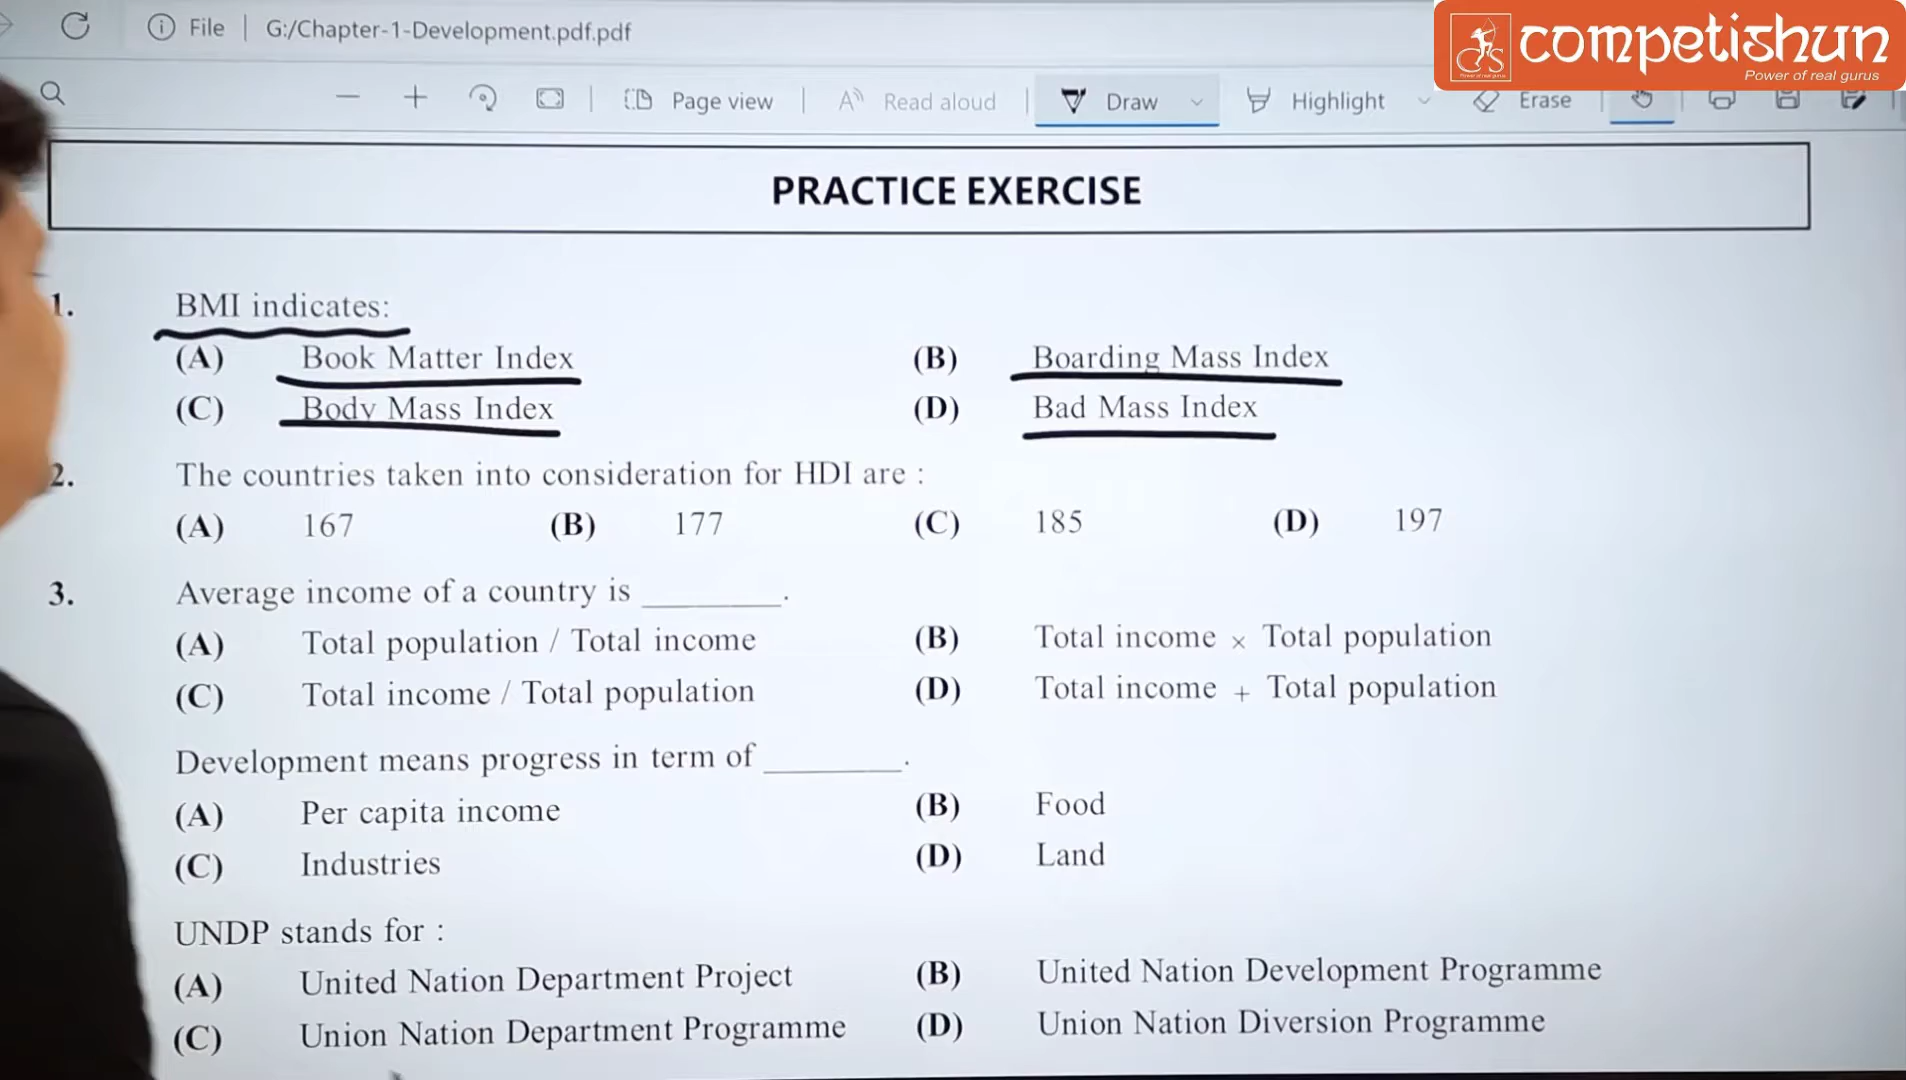 File | G:/Chapter-1-Development.pdf.pdf
competishun
Power of real gurus
Page view | Read aloud | Draw Highlight Erase
PRACTICE EXERCISE
1. BMI indicates:
(A) Book Matter Index (B) Boarding Mass Index
(C) Body Mass Index (D) Bad Mass Index
2. The countries taken into consideration for HDI are :
(A) 167 (B) 177 (C) 185 (D) 197
3. Average income of a country is ________.
(A) Total population / Total income (B) Total income × Total population
(C) Total income / Total population (D) Total income + Total population
Development means progress in term of ________.
(A) Per capita income (B) Food
(C) Industries (D) Land
UNDP stands for :
(A) United Nation Department Project (B) United Nation Development Programme
(C) Union Nation Department Programme (D) Union Nation Diversion Programme